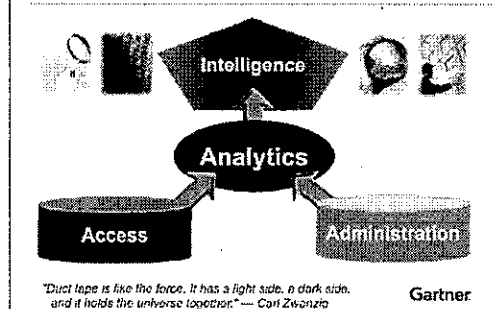 Intelligence
Analytics
Access
Administration
"Duct tape is like the force. It has a light side, a dark side,
and it holds the universe together." — Carl Zwanzig
Gartner